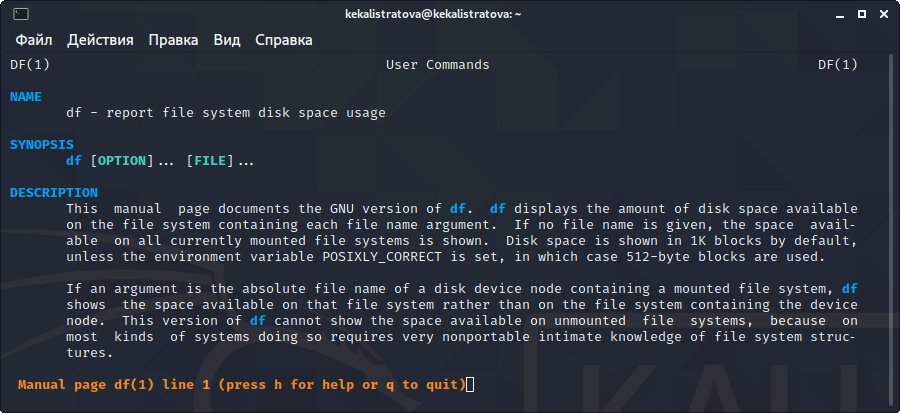 kekalistratova@kekalistratova: ~
Файл Действия Правка Вид Справка
DF(1) User Commands DF(1)
NAME
df - report file system disk space usage
SYNOPSIS
df [OPTION]... [FILE]...
DESCRIPTION
This manual page documents the GNU version of df. df displays the amount of disk space available
on the file system containing each file name argument. If no file name is given, the space avail-
able on all currently mounted file systems is shown. Disk space is shown in 1K blocks by default,
unless the environment variable POSIXLY_CORRECT is set, in which case 512-byte blocks are used.
If an argument is the absolute file name of a disk device node containing a mounted file system, df
shows the space available on that file system rather than on the file system containing the device
node. This version of df cannot show the space available on unmounted file systems, because on
most kinds of systems doing so requires very nonportable intimate knowledge of file system struc-
tures.
Manual page df(1) line 1 (press h for help or q to quit)
KALI